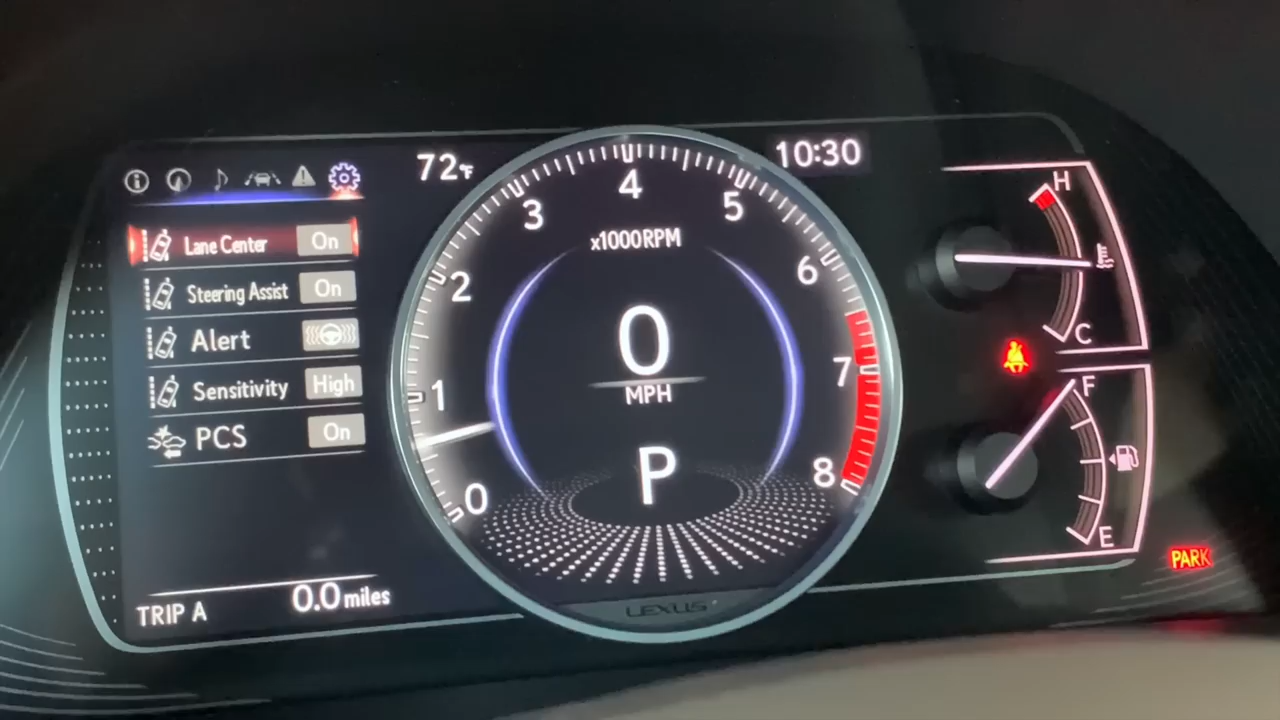 72°F
10:30
Lane Center On
Steering Assist On
Alert
Sensitivity High
PCS On
TRIP A 0.0 miles
0
1
2
3
4
5
6
7
8
x1000RPM
0
MPH
P
LEXUS
H
C
F
E
PARK